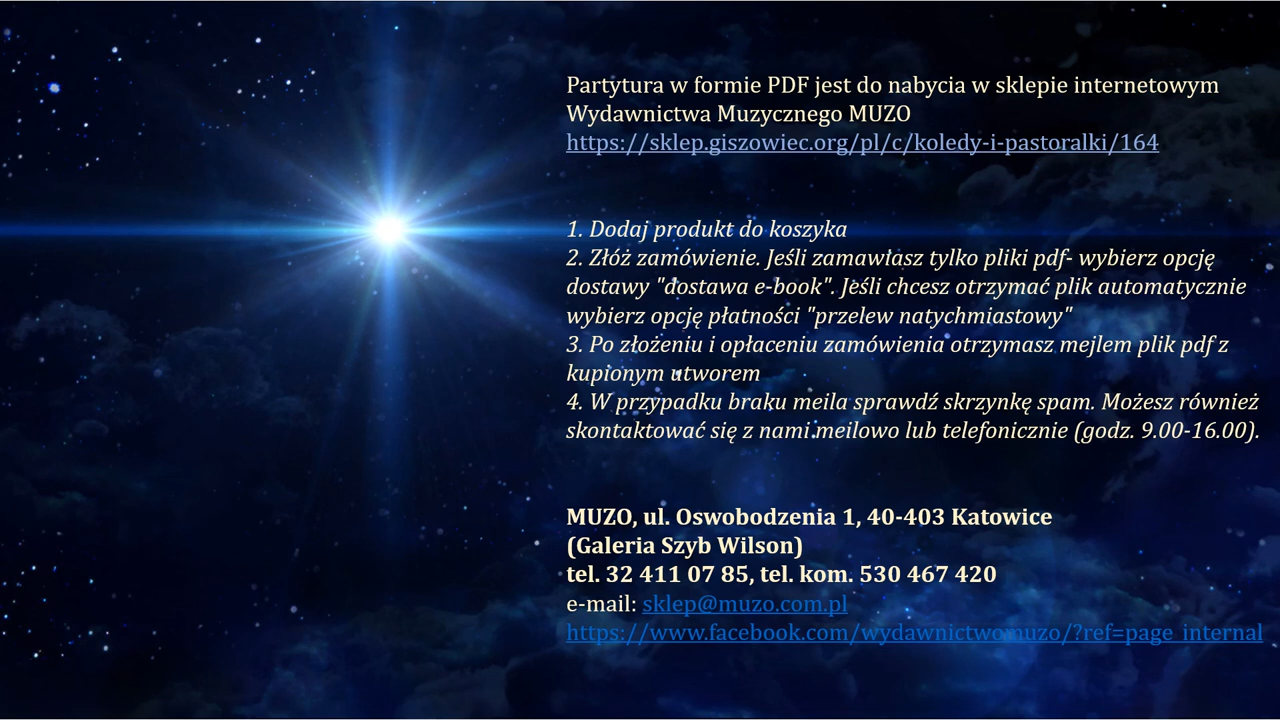 Partytura w formie PDF jest do nabycia w sklepie internetowym
Wydawnictwa Muzycznego MUZO
https://sklep.giszowiec.org/pl/c/koledy-i-pastoralki/164
1. Dodaj produkt do koszyka
2. Złóż zamówienie. Jeśli zamawiasz tylko pliki pdf- wybierz opcję
dostawy "dostawa e-book". Jeśli chcesz otrzymać plik automatycznie
wybierz opcję płatności "przelew natychmiastowy"
3. Po złożeniu i opłaceniu zamówienia otrzymasz mejlem plik pdf z
kupionym utworem
4. W przypadku braku meila sprawdź skrzynkę spam. Możesz również
skontaktować się z nami meilowo lub telefonicznie (godz. 9.00-16.00).
MUZO, ul. Oswobodzenia 1, 40-403 Katowice
(Galeria Szyb Wilson)
tel. 32 411 07 85, tel. kom. 530 467 420
e-mail: sklep@muzo.com.pl
https://www.facebook.com/wydawnictwomuzo/?ref=page_internal